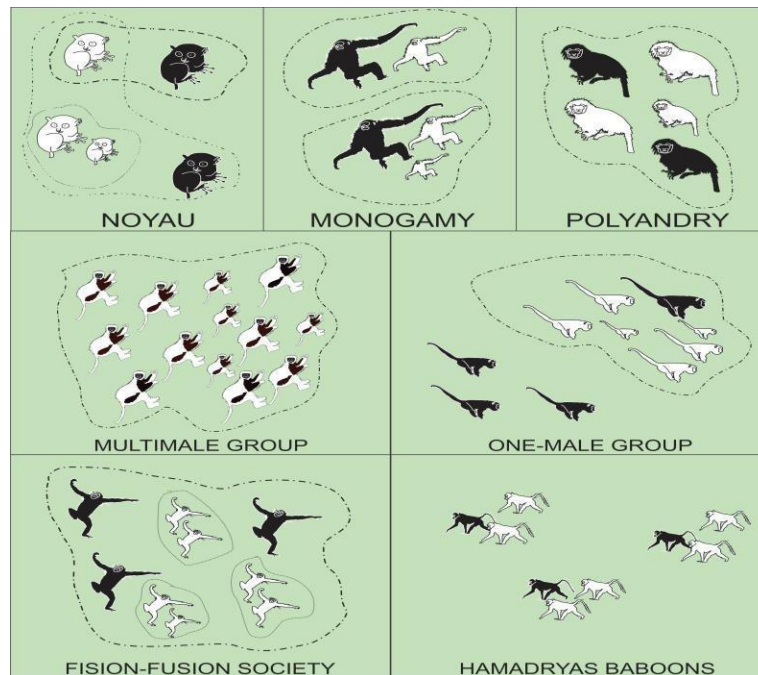 NOYAU
MONOGAMY
POLYANDRY
MULTIMALE GROUP
ONE-MALE GROUP
FISION-FUSION SOCIETY
HAMADRYAS BABOONS